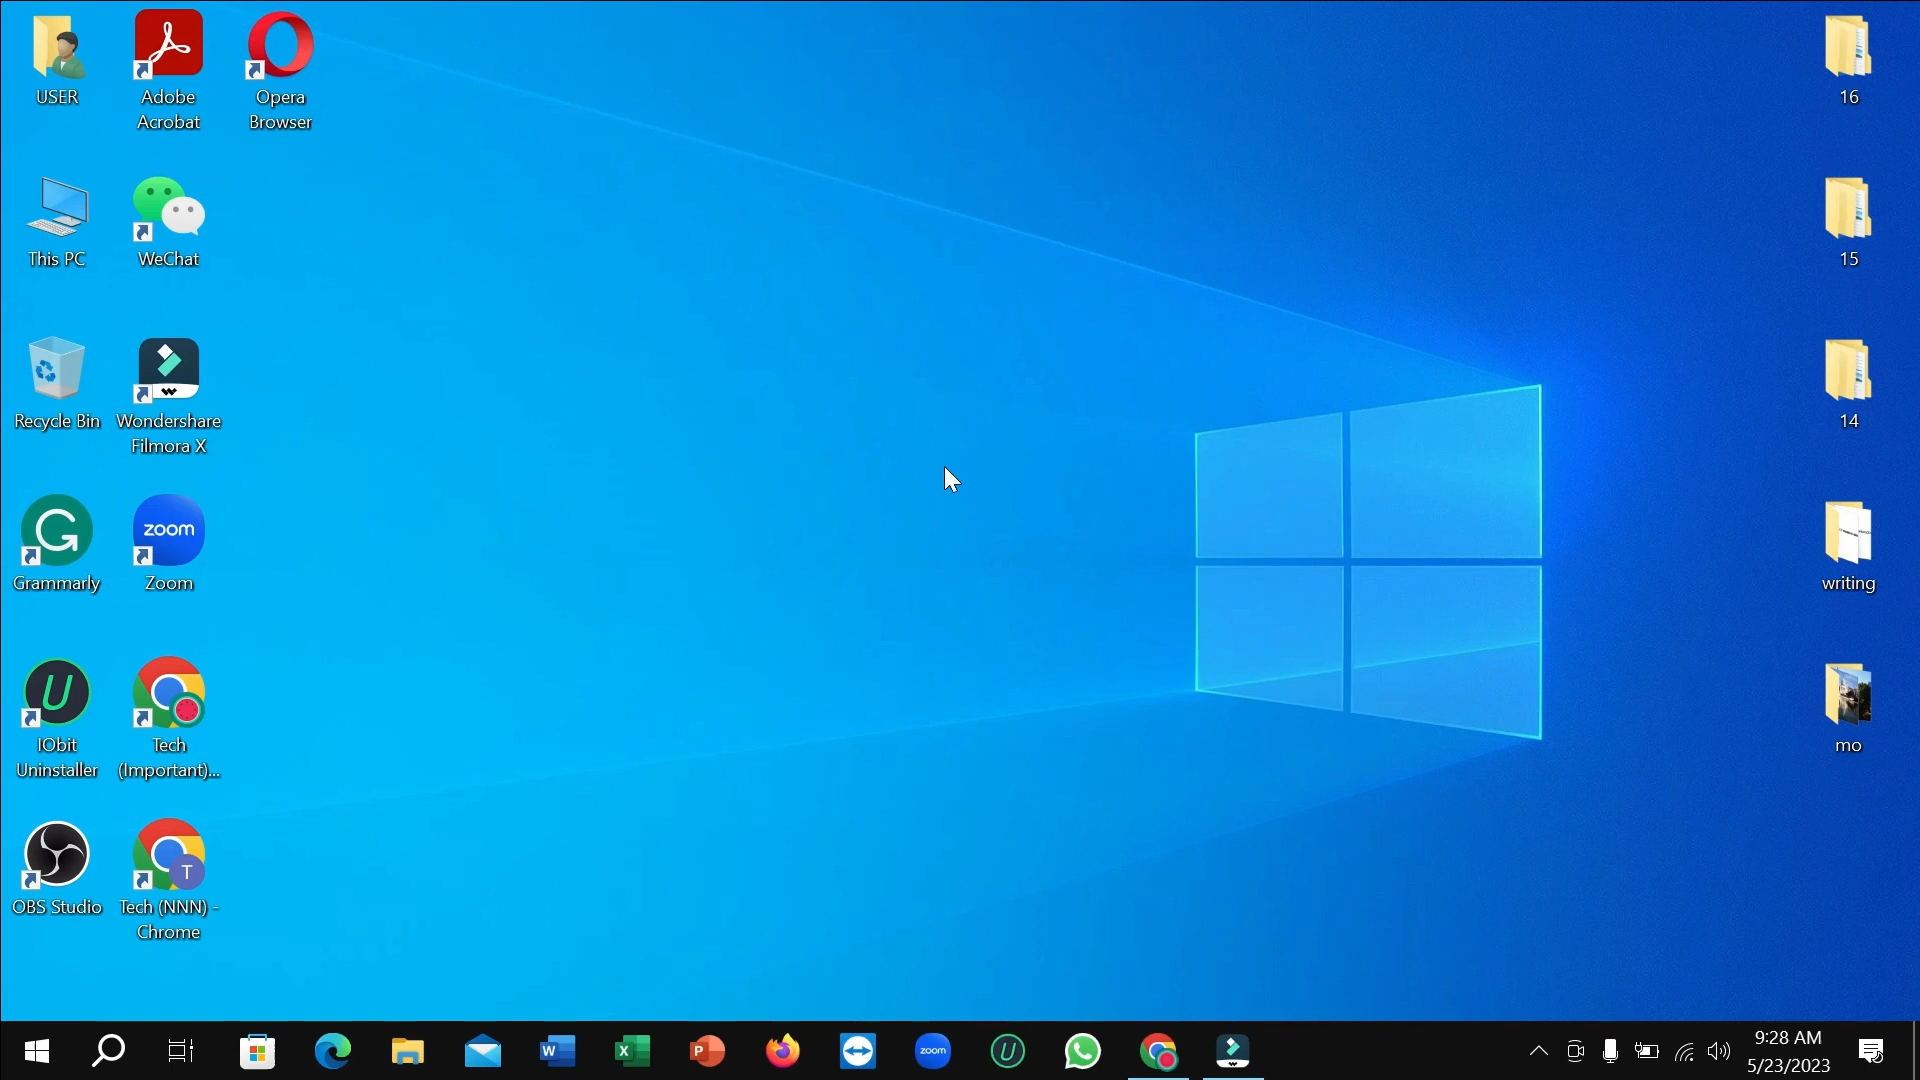 USER
Adobe
Acrobat
Opera
Browser
This PC
WeChat
Recycle Bin
Wondershare
Filmora X
Grammarly
zoom
Zoom
IObit
Uninstaller
Tech
(Important)...
OBS Studio
T
Tech (NNN) -
Chrome
16
15
14
writing
mo
W
X
P
zoom
9:28 AM
5/23/2023